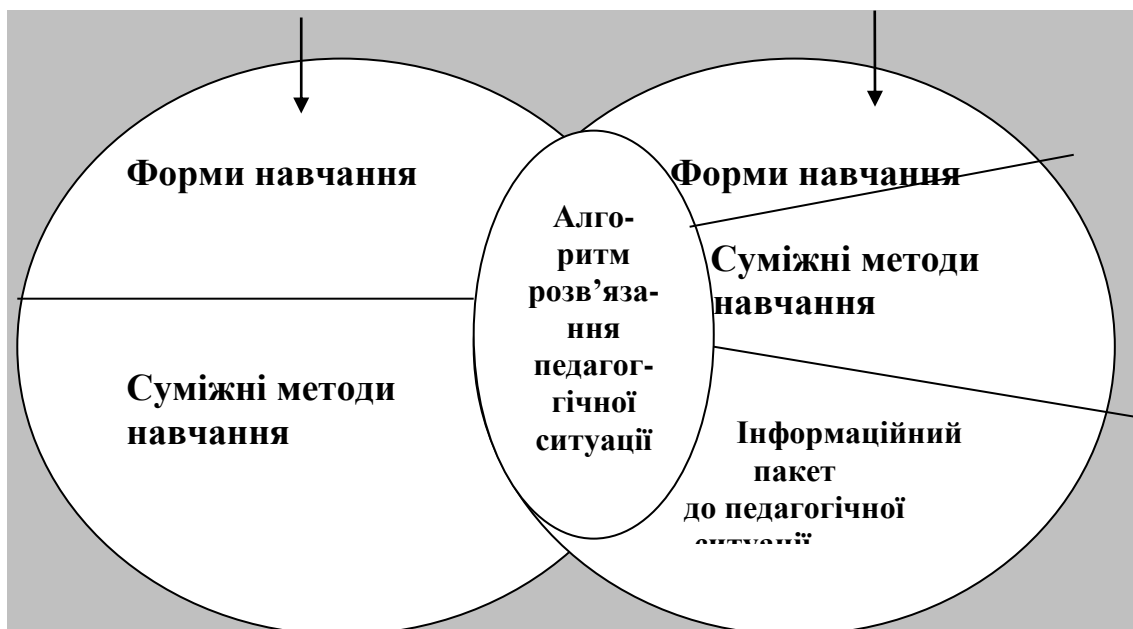 Форми навчання
Суміжні методи
навчання
Алго-
ритм
розв’яза-
ння
педагог-
гічної
ситуації
Форми навчання
Суміжні методи
навчання
Інформаційний
пакет
до педагогічної
ситуації